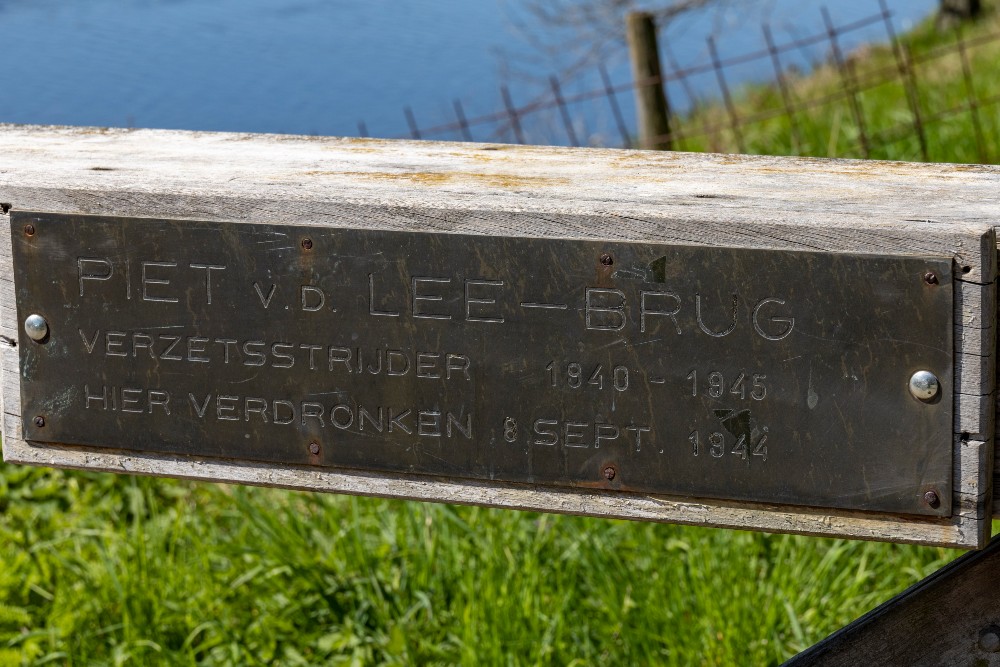 PIET V.D. LEE-BRUG
VERZETSSTRIJDER 1940 - 1945
HIER VERDRONKEN 8 SEPT. 1944